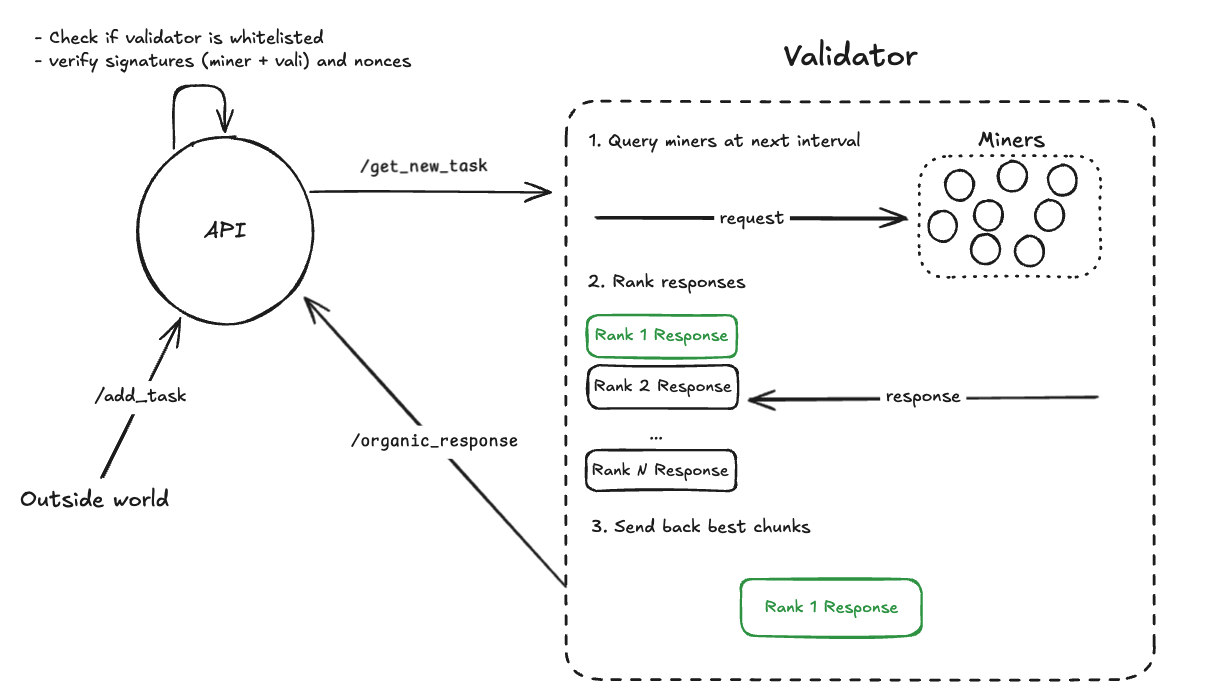 - Check if validator is whitelisted
- verify signatures (miner + vali) and nonces
Validator
1. Query miners at next interval
Miners
/get_new_task
request
API
2. Rank responses
Rank 1 Response
Rank 2 Response
response
/add_task
...
/organic_response
Rank N Response
Outside world
3. Send back best chunks
Rank 1 Response